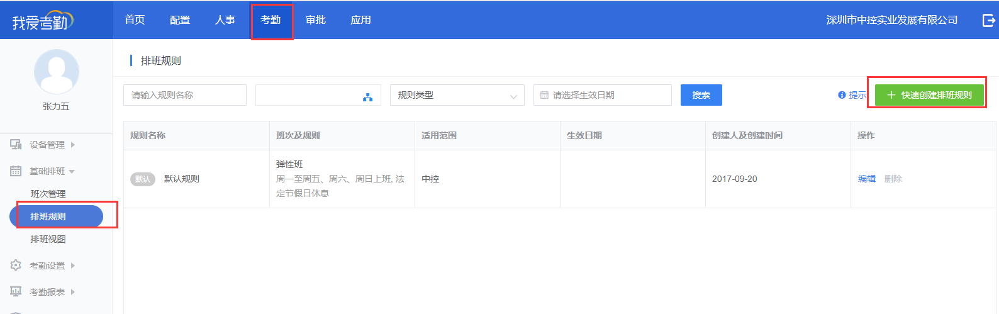 我爱考勤
首页 配置 人事 考勤 审批 应用
深圳市中控实业发展有限公司
张力五
设备管理
基础排班
班次管理
排班规则
排班视图
考勤设置
考勤报表
排班规则
请输入规则名称 规则类型 请选择生效日期 搜索 提示 快速创建排班规则
规则名称 班次及规则 适用范围 生效日期 创建人及创建时间 操作
默认 默认规则
弹性班
周一至周五、周六、周日上班, 法
定节假日休息
中控
2017-09-20
编辑 删除